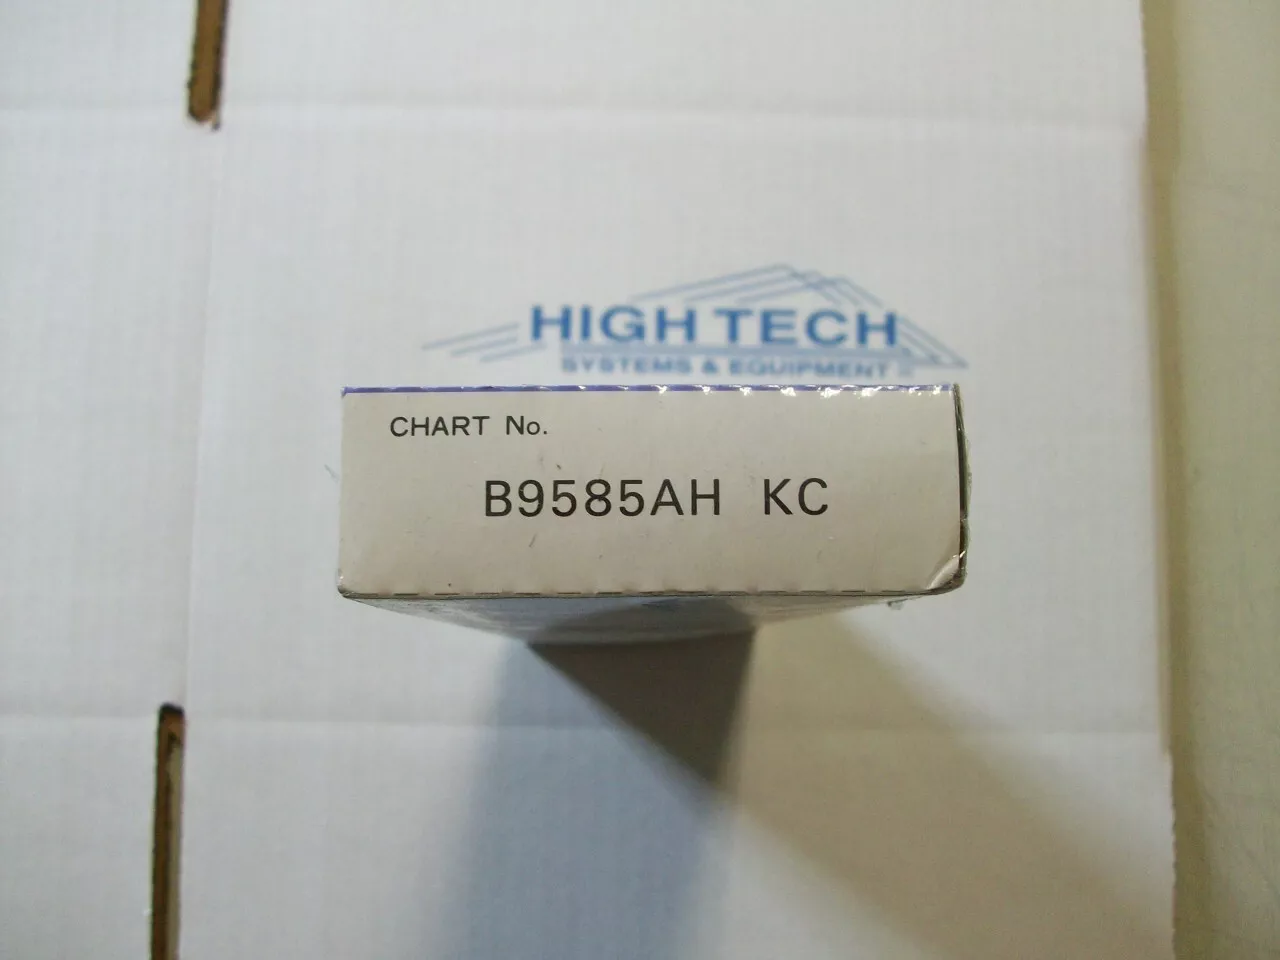 HIGH TECH
SYSTEMS & EQUIPMENT
CHART No.
B9585AH KC